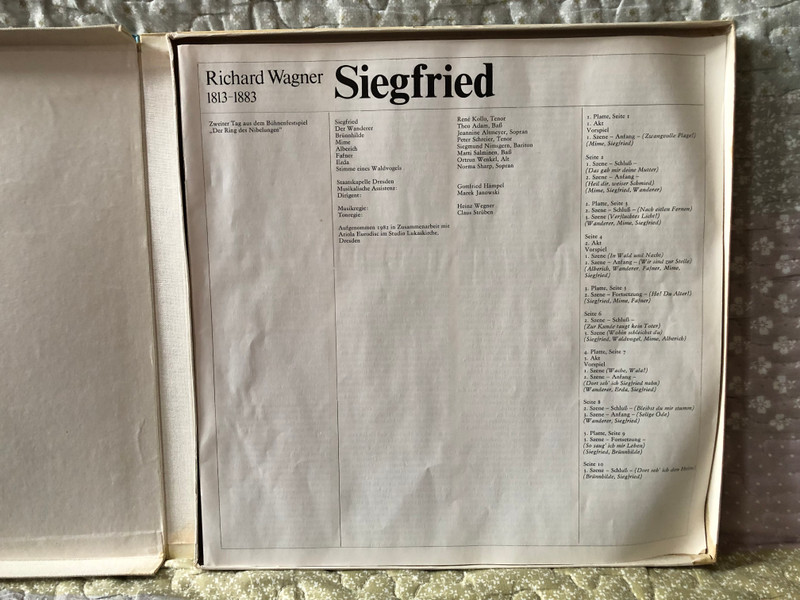 Richard Wagner
1813-1883
Siegfried
Zweiter Tag aus dem Bühnenfestspiel
„Der Ring des Nibelungen“
Siegfried
Der Wanderer
Brünnhilde
Mime
Alberich
Fafner
Erda
Stimme eines Waldvogels
Staatskapelle Dresden
Musikalische Assistenz
Dirigent:
Musikregie:
Tonregie:
Aufgenommen 1982 in Zusammenarbeit mit
Ariola Eurodisc im Studio Lukaskirche,
Dresden
René Kollo, Tenor
Theo Adam, Baß
Jeannine Altmeyer, Sopran
Peter Schreier, Tenor
Siegmund Nimsgern, Bariton
Matti Salminen, Baß
Ortrun Wenkel, Alt
Norma Sharp, Sopran
Gottfried Hampel
Marek Janowski
Heinz Wegner
Claus Strüben
1. Platte, Seite 1
1. Akt
Vorspiel
1. Szene – Anfang – (Zwangvolle Plage!)
(Mime, Siegfried)
Seite 2
1. Szene – Schluß –
(Das gab mir deine Mutter)
2. Szene – Anfang –
(Heil dir, weiser Schmied)
(Mime, Siegfried, Wanderer)
2. Platte, Seite 3
2. Szene – Schluß – (Nach eitlen Fernen)
3. Szene (Verfluchtes Licht!)
(Wanderer, Mime, Siegfried)
Seite 4
2. Akt
Vorspiel
1. Szene (In Wald und Nacht)
2. Szene – Anfang – (Wir sind zur Stelle)
(Alberich, Wanderer, Fafner, Mime,
Siegfried)
3. Platte, Seite 5
2. Szene – Fortsetzung – (He! Du Alter!)
(Siegfried, Mime, Fafner)
Seite 6
2. Szene – Schluß –
(Zur Kunde taugt kein Toter)
3. Szene (Wohin schleichst du)
(Siegfried, Waldvogel, Mime, Alberich)
4. Platte, Seite 7
3. Akt
Vorspiel
1. Szene (Wache, Wala!)
2. Szene – Anfang –
(Dort seh' ich Siegfried nahn)
(Wanderer, Erda, Siegfried)
Seite 8
2. Szene – Schluß – (Bleibst du mir stumm)
3. Szene – Anfang – (Selige Öde)
(Wanderer, Siegfried)
5. Platte, Seite 9
3. Szene – Fortsetzung –
(So saug' ich mir Leben)
(Siegfried, Brünnhilde)
Seite 10
3. Szene – Schluß – (Dort seh' ich den
(Brünnhilde, Siegfried)